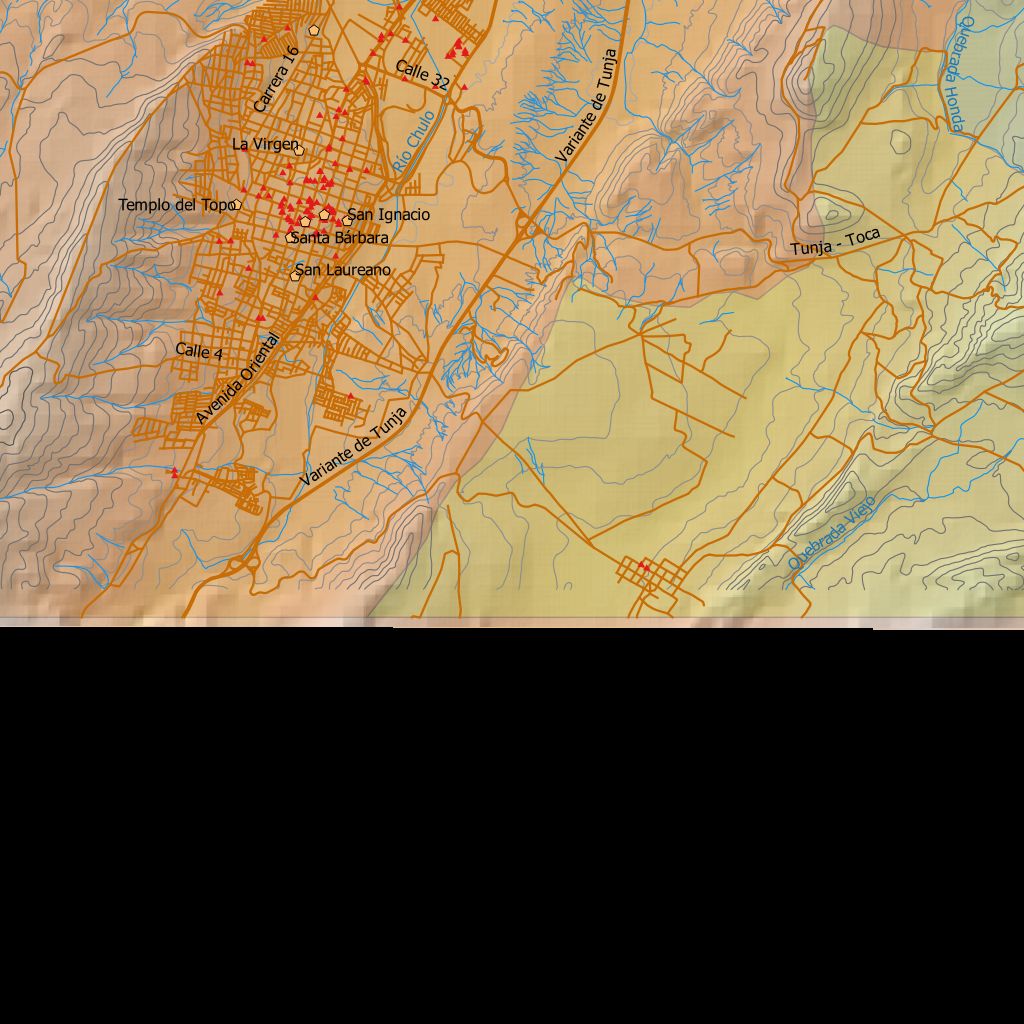 Quebrada Honda
Carrera 16
Calle 32
Variante de Tunja
Río Chulo
La Virgen
Templo del Topo
San Ignacio
Santa Bárbara
Tunja - Toca
San Laureano
Calle 4
Avenida Oriental
Variante de Tunja
Quebrada Viejo